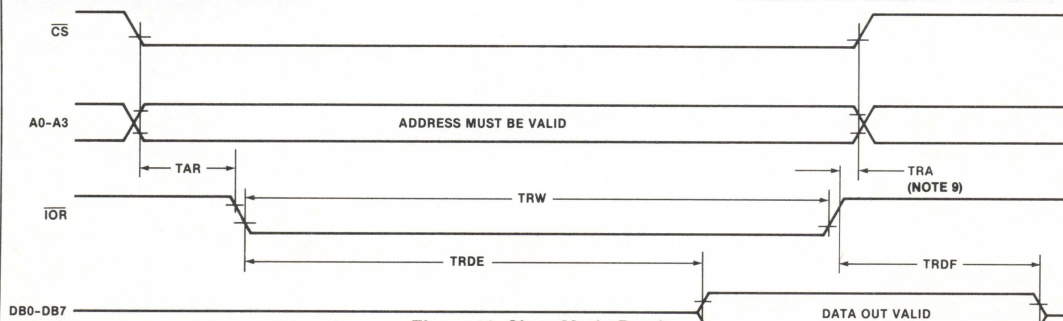 CS
A0-A3
ADDRESS MUST BE VALID
TAR
TRA
(NOTE 9)
IOR
TRW
TRDE
TRDF
DB0-DB7
DATA OUT VALID